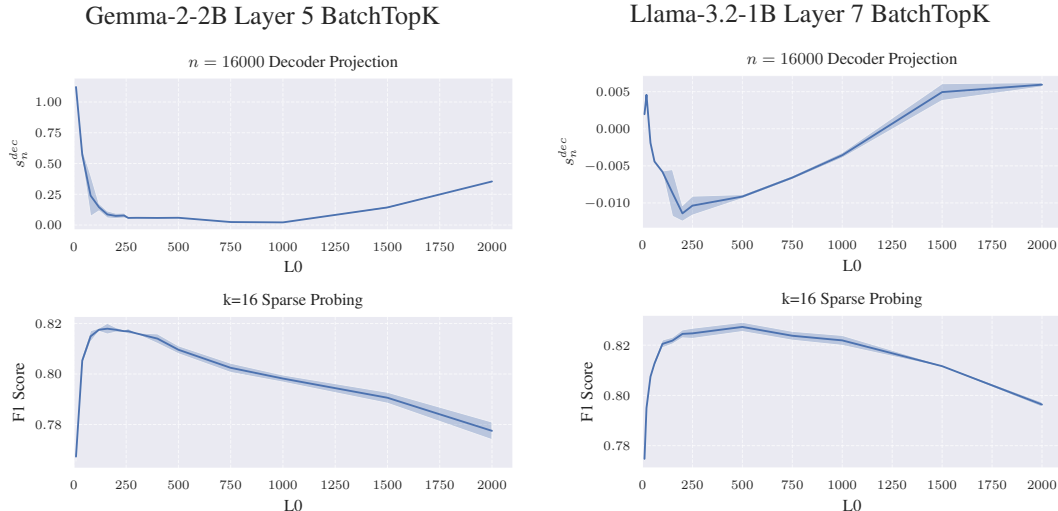 Gemma-2-2B Layer 5 BatchTopK
n = 16000 Decoder Projection
1.00
0.75
0.50
0.25
0.00
s_n^{dec}
0 250 500 750 1000 1250 1500 1750 2000
L0
k=16 Sparse Probing
0.82
0.80
0.78
F1 Score
0 250 500 750 1000 1250 1500 1750 2000
L0
Llama-3.2-1B Layer 7 BatchTopK
n = 16000 Decoder Projection
0.005
0.000
−0.005
−0.010
s_n^{dec}
0 250 500 750 1000 1250 1500 1750 2000
L0
k=16 Sparse Probing
0.82
0.80
0.78
F1 Score
0 250 500 750 1000 1250 1500 1750 2000
L0